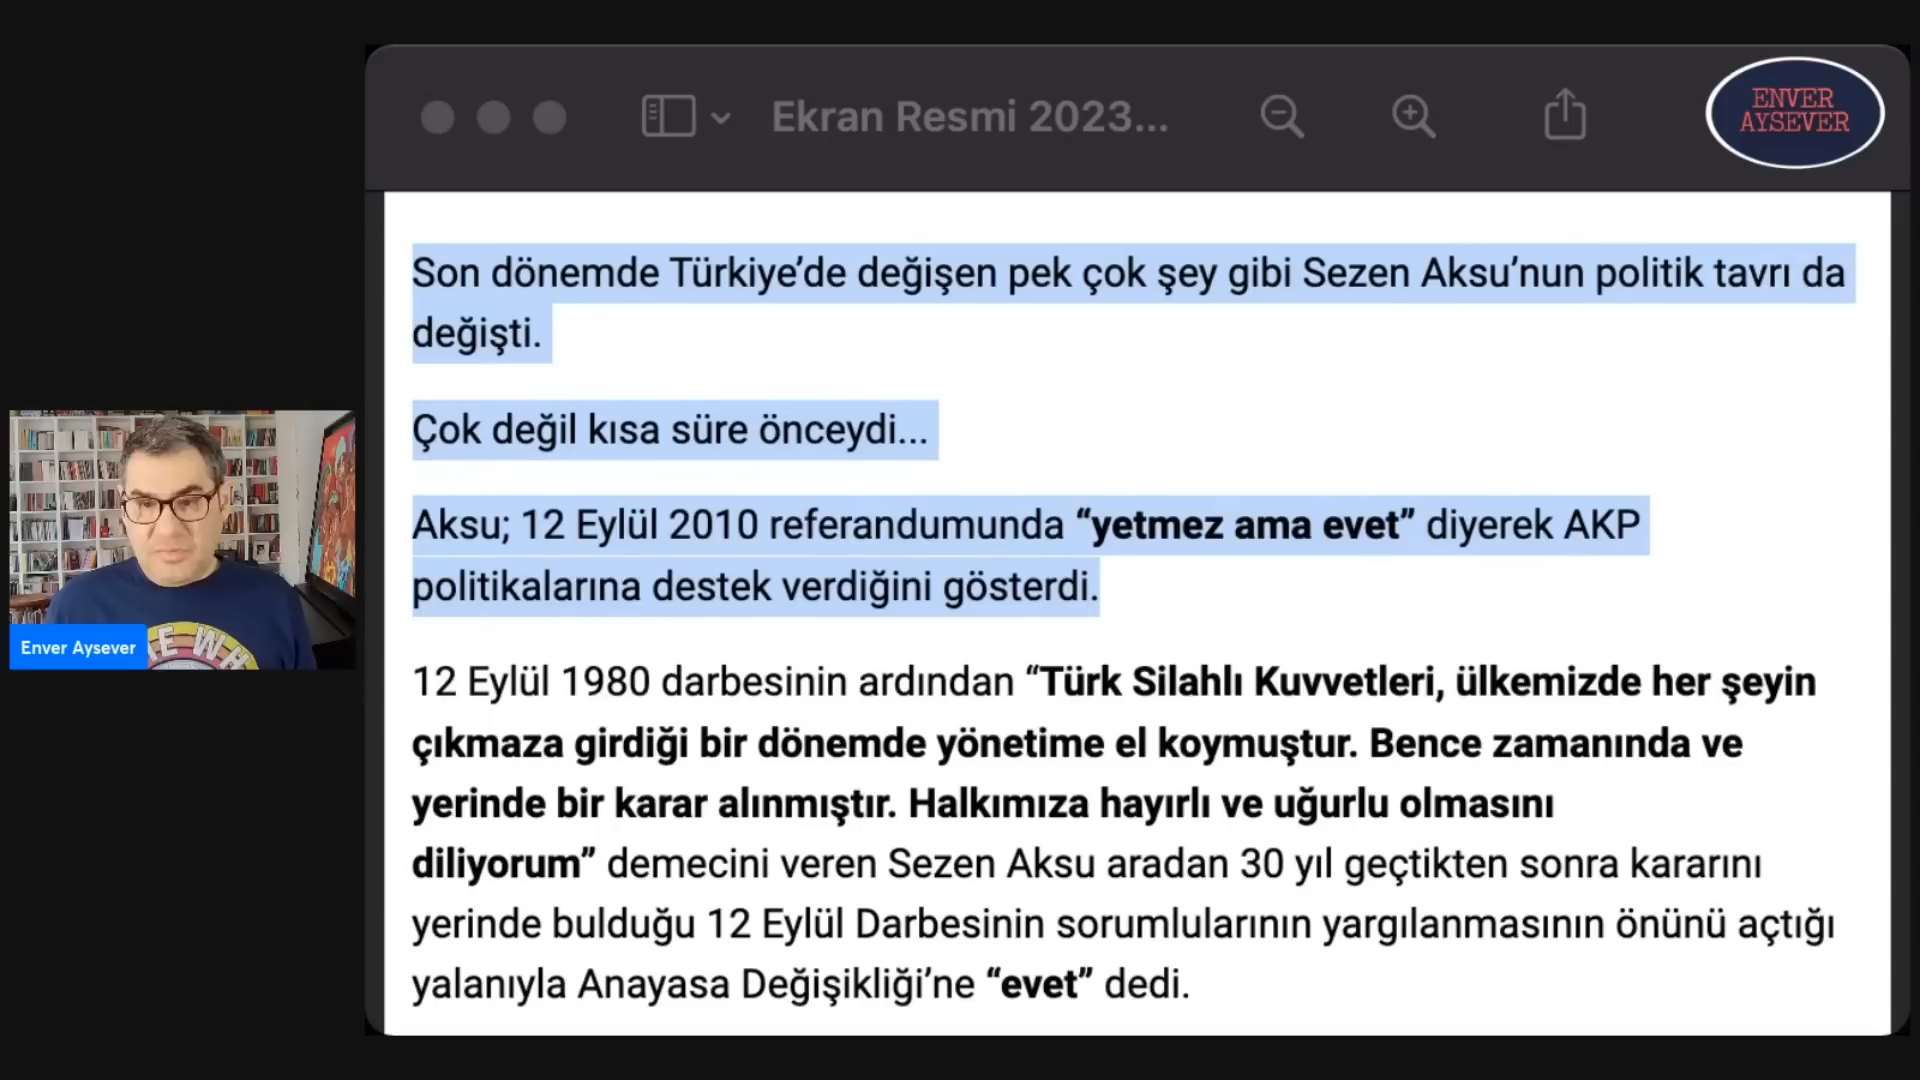 Ekran Resmi 2023...
ENVER
AYSEVER
Son dönemde Türkiye’de değişen pek çok şey gibi Sezen Aksu’nun politik tavrı da
değişti.
Çok değil kısa süre önceydi...
Aksu; 12 Eylül 2010 referandumunda “yetmez ama evet” diyerek AKP
politikalarına destek verdiğini gösterdi.
12 Eylül 1980 darbesinin ardından “Türk Silahlı Kuvvetleri, ülkemizde her şeyin
çıkmaza girdiği bir dönemde yönetime el koymuştur. Bence zamanında ve
yerinde bir karar alınmıştır. Halkımıza hayırlı ve uğurlu olmasını
diliyorum” demecini veren Sezen Aksu aradan 30 yıl geçtikten sonra kararını
yerinde bulduğu 12 Eylül Darbesinin sorumlularının yargılanmasının önünü açtığı
yalanıyla Anayasa Değişikliği’ne “evet” dedi.
Enver Aysever